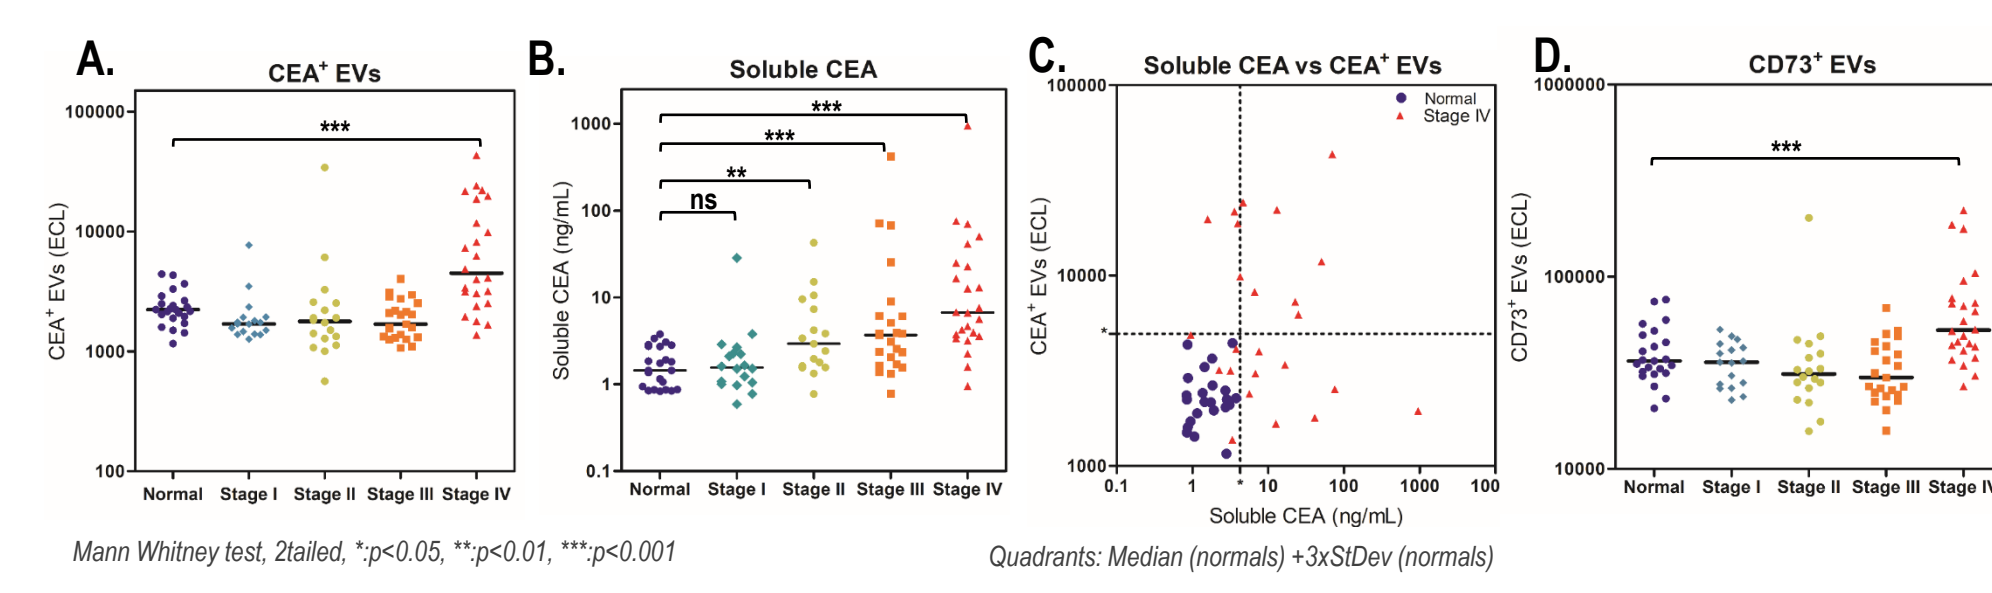 A.
CEA+ EVs
CEA+ EVs (ECL)
100000
10000
1000
100
***
Normal Stage I Stage II Stage III Stage IV
B.
Soluble CEA
Soluble CEA (ng/mL)
1000
100
10
1
0.1
***
***
**
ns
Normal Stage I Stage II Stage III Stage IV
C.
Soluble CEA vs CEA+ EVs
CEA+ EVs (ECL)
100000
10000
*
1000
Normal
Stage IV
0.1 1 * 10 100 1000 100
Soluble CEA (ng/mL)
D.
CD73+ EVs
CD73+ EVs (ECL)
1000000
100000
10000
***
Normal Stage I Stage II Stage III Stage IV
Mann Whitney test, 2tailed, *:p<0.05, **:p<0.01, ***:p<0.001
Quadrants: Median (normals) +3xStDev (normals)